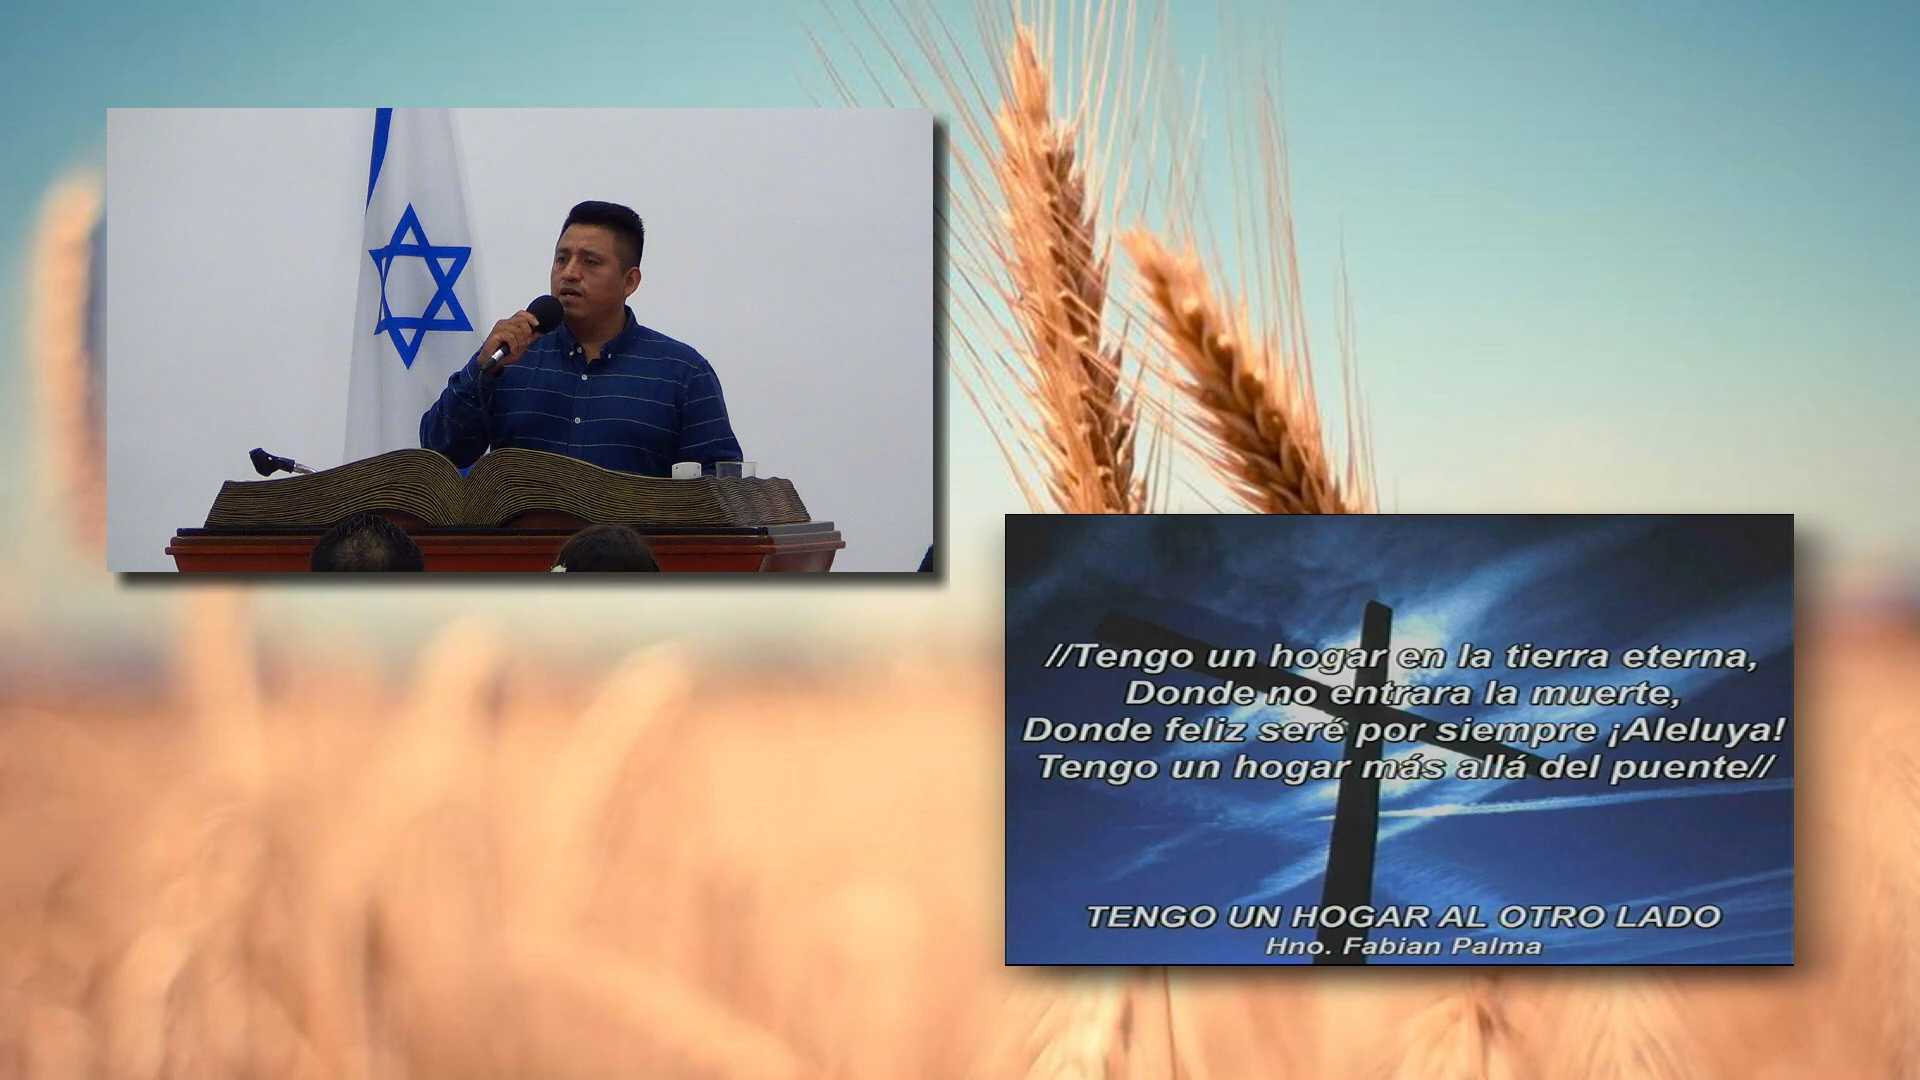 //Tengo un hogar en la tierra eterna,
Donde no entrara la muerte,
Donde feliz seré por siempre ¡Aleluya!
Tengo un hogar más allá del puente//
TENGO UN HOGAR AL OTRO LADO
Hno. Fabian Palma